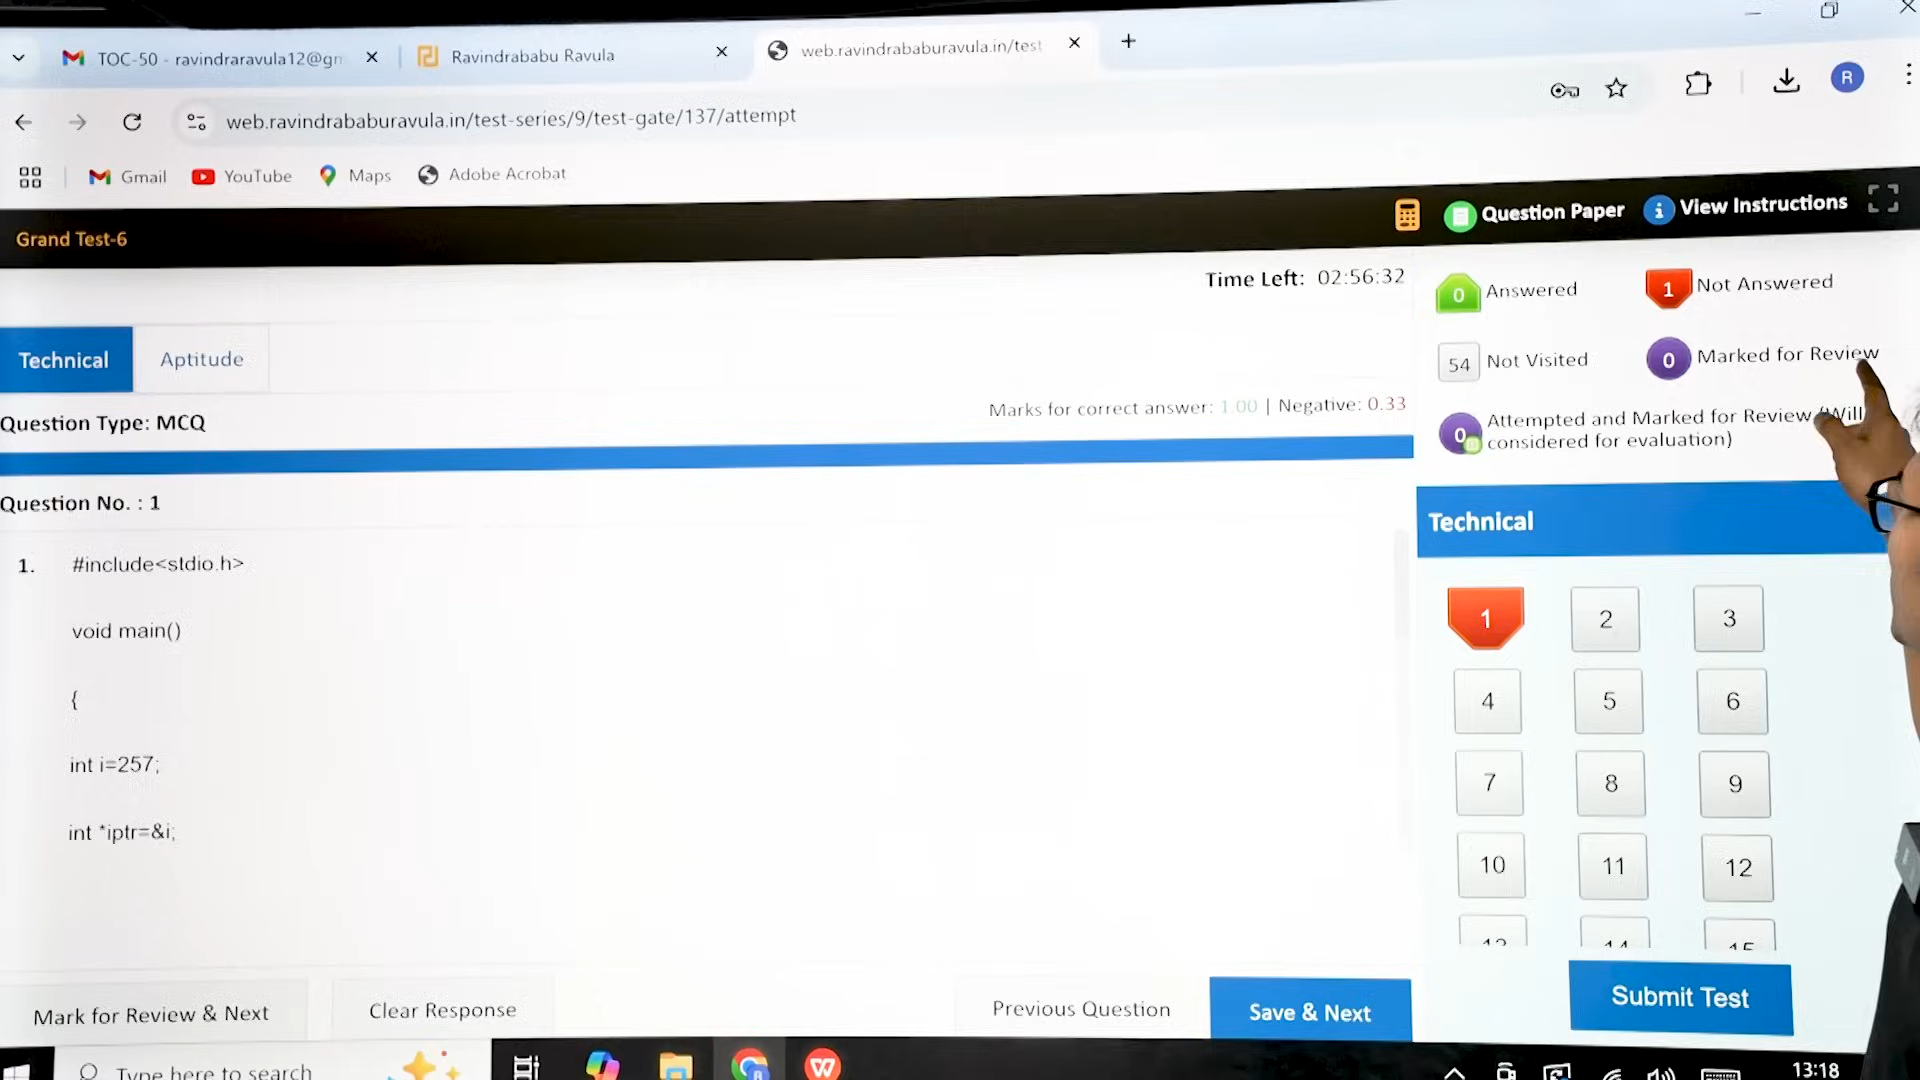 TOC-50 - ravindraravula12@gm
Ravindrababu Ravula
web.ravindrababuravula.in/test
web.ravindrababuravula.in/test-series/9/test-gate/137/attempt
R
Gmail
YouTube
Maps
Adobe Acrobat
Grand Test-6
Question Paper
View Instructions
Time Left: 02:56:32
0 Answered
1 Not Answered
Technical
Aptitude
54 Not Visited
0 Marked for Review
Question Type: MCQ
Marks for correct answer: 1.00 | Negative: 0.33
0 Attempted and Marked for Review (Will
considered for evaluation)
Question No. : 1
Technical
1. #include<stdio.h>
void main()
{
int i=257;
int *iptr=&i;
1 2 3
4 5 6
7 8 9
10 11 12
13 14 15
Mark for Review & Next
Clear Response
Previous Question
Save & Next
Submit Test
Type here to search
13:18